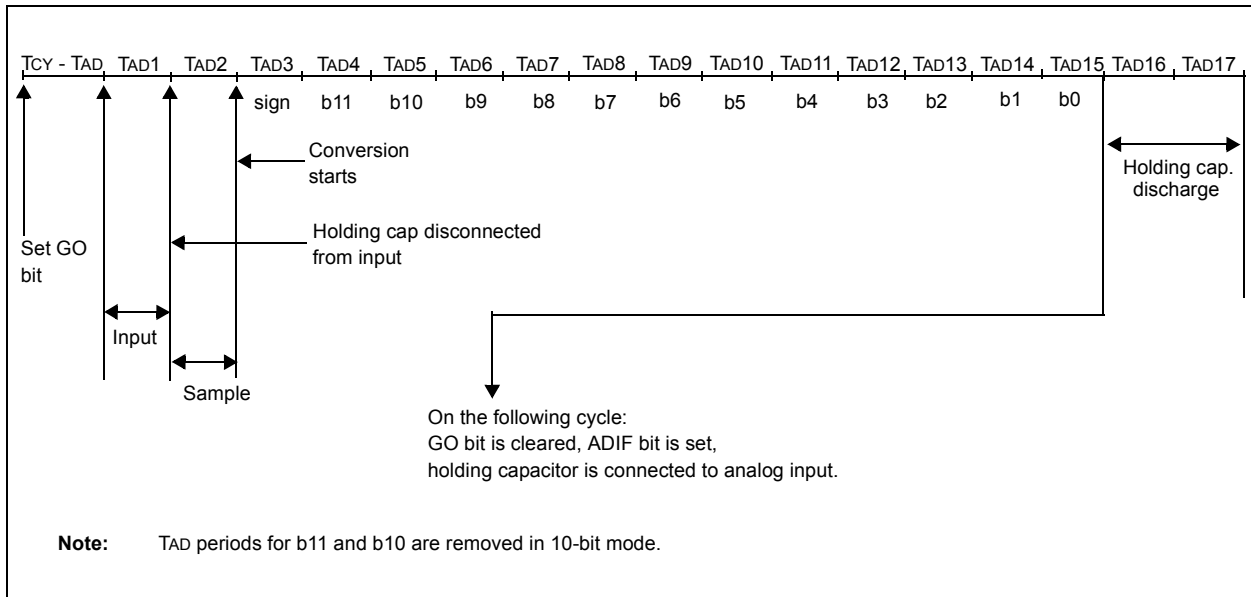 TCY - TAD TAD1 TAD2 TAD3 TAD4 TAD5 TAD6 TAD7 TAD8 TAD9 TAD10 TAD11 TAD12 TAD13 TAD14 TAD15 TAD16 TAD17
sign b11 b10 b9 b8 b7 b6 b5 b4 b3 b2 b1 b0
Conversion
starts
Holding cap.
discharge
Holding cap disconnected
from input
Set GO
bit
Input
Sample
On the following cycle:
GO bit is cleared, ADIF bit is set,
holding capacitor is connected to analog input.
Note: TAD periods for b11 and b10 are removed in 10-bit mode.